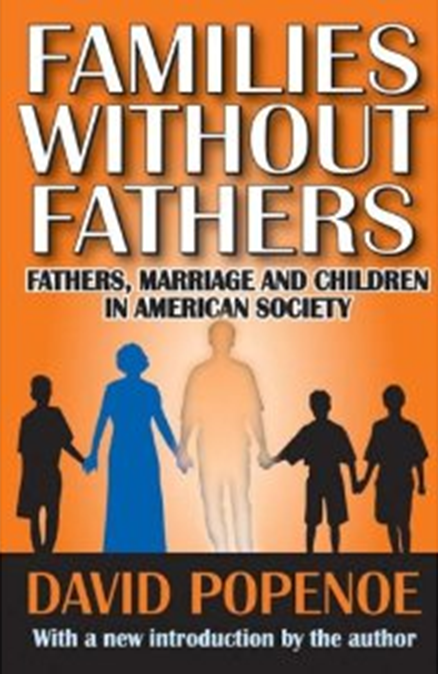 FAMILIES
WITHOUT
FATHERS
FATHERS, MARRIAGE AND CHILDREN
IN AMERICAN SOCIETY
DAVID POPENOE
With a new introduction by the author